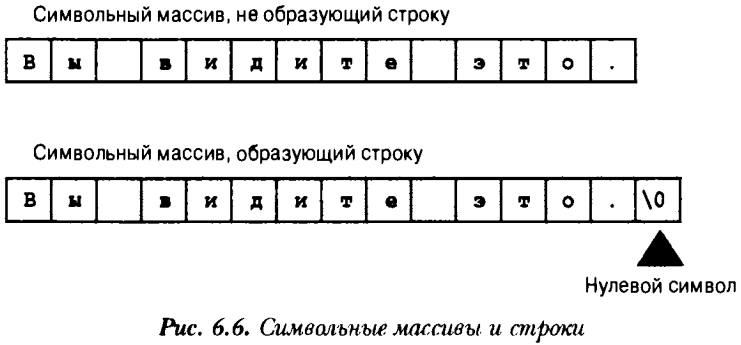 Символьный массив, не образующий строку
В ы в и д и т е э т о .
Символьный массив, образующий строку
В ы в и д и т е э т о . \0
Нулевой символ
Рис. 6.6. Символьные массивы и строки